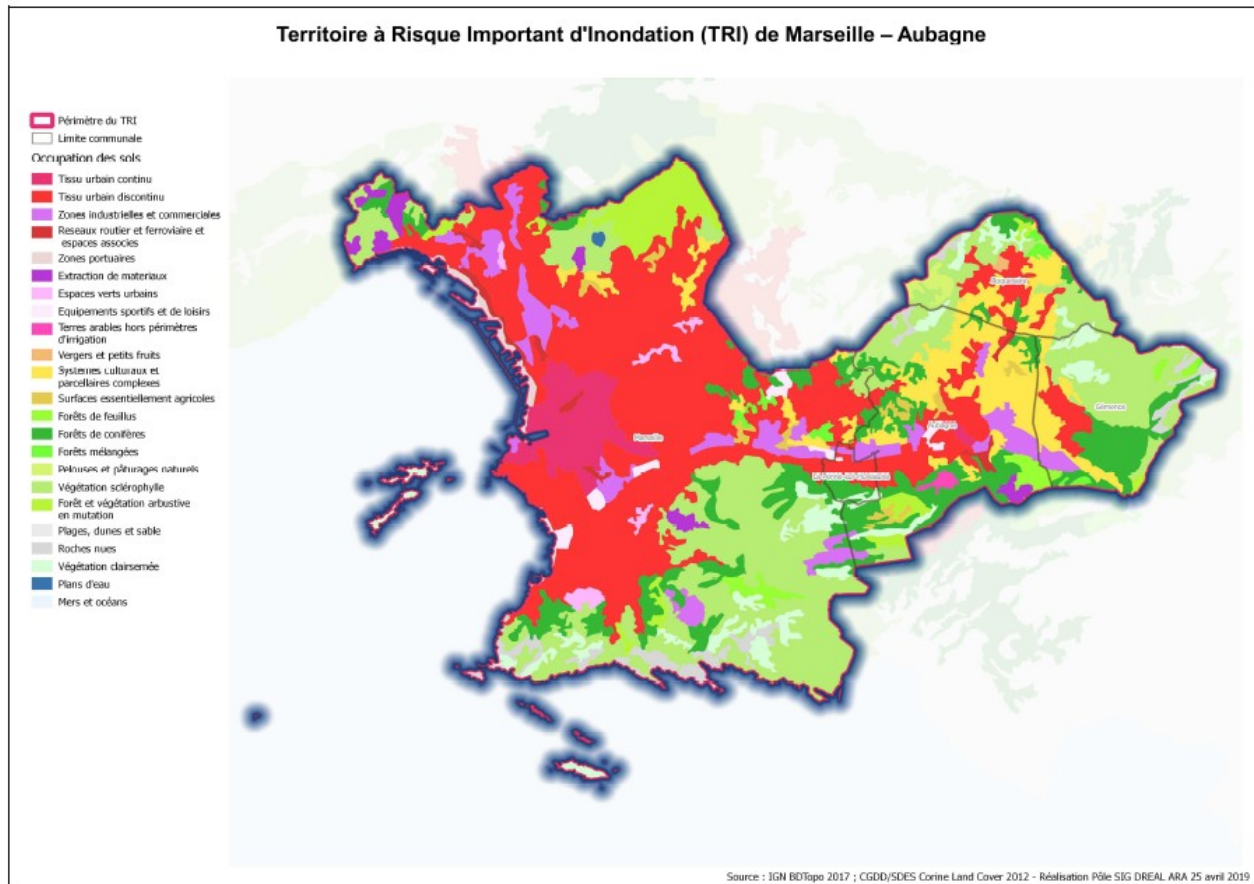 Territoire à Risque Important d'Inondation (TRI) de Marseille – Aubagne
Périmètre du TRI
Limite communale
Occupation des sols
Tissu urbain continu
Tissu urbain discontinu
Zones industrielles et commerciales
Reseaux routier et ferroviaire et
espaces associes
Zones portuaires
Extraction de materiaux
Espaces verts urbains
Equipements sportifs et de loisirs
Terres arables hors périmètres
d'irrigation
Vergers et petits fruits
Systèmes culturaux et
parcellaires complexes
Surfaces essentiellement agricoles
Forêts de feuillus
Forêts de conifères
Forêts mélangées
Pelouses et pâturages naturels
Végétation sclérophylle
Forêt et végétation arbustive
en mutation
Plages, dunes et sable
Roches nues
Végétation clairsemée
Plans d'eau
Mers et océans
Roquevaire
Gémenos
Aubagne
Marseille
La Penne-sur-Huveaune
Source : IGN BDTopo 2017 ; CGDD/SDES Corine Land Cover 2012 - Réalisation Pôle SIG DREAL ARA 25 avril 2019